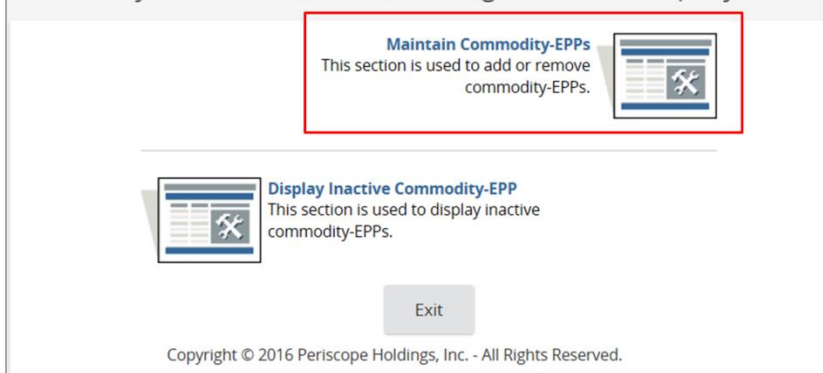 Maintain Commodity-EPPs
This section is used to add or remove
commodity-EPPs.
Display Inactive Commodity-EPP
This section is used to display inactive
commodity-EPPs.
Exit
Copyright © 2016 Periscope Holdings, Inc. - All Rights Reserved.